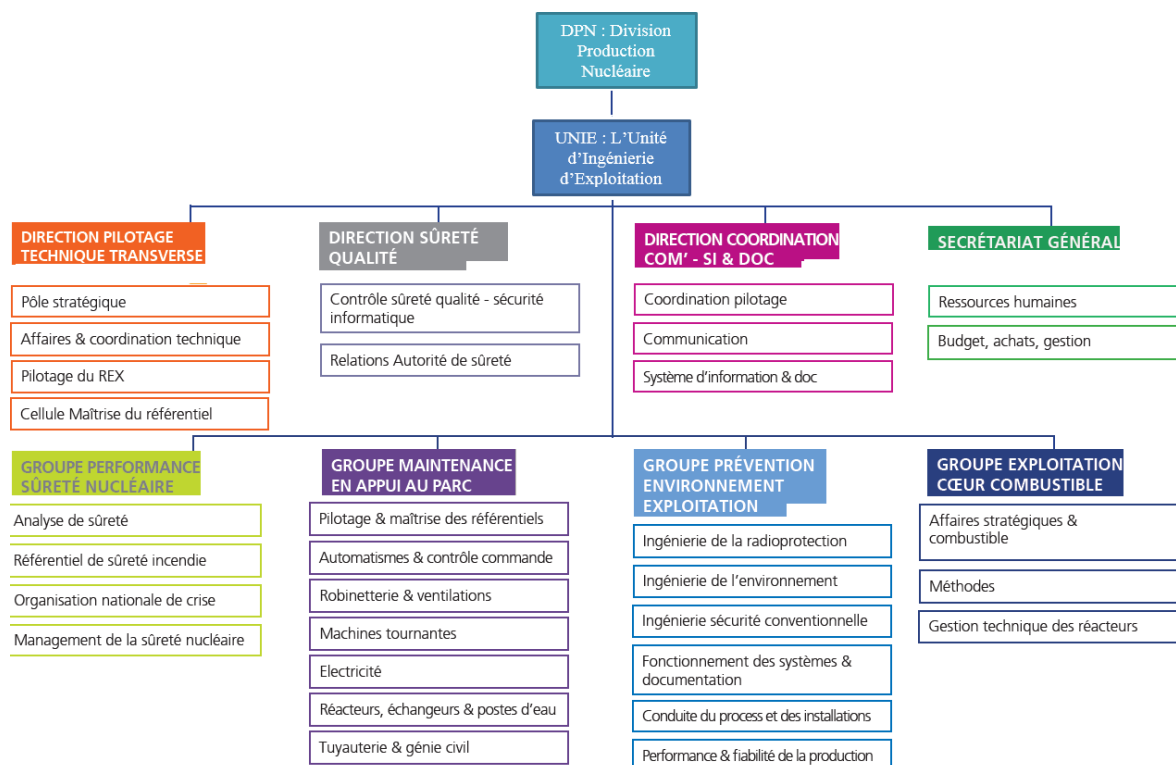 DPN : Division
Production
Nucléaire
UNIE : L'Unité
d'Ingénierie
d'Exploitation
DIRECTION PILOTAGE
TECHNIQUE TRANSVERSE
Pôle stratégique
Affaires & coordination technique
Pilotage du REX
Cellule Maîtrise du référentiel
DIRECTION SÛRETÉ
QUALITÉ
Contrôle sûreté qualité - sécurité
informatique
Relations Autorité de sûreté
DIRECTION COORDINATION
COM' - SI & DOC
Coordination pilotage
Communication
Système d'information & doc
SECRÉTARIAT GÉNÉRAL
Ressources humaines
Budget, achats, gestion
GROUPE PERFORMANCE
SÛRETÉ NUCLÉAIRE
Analyse de sûreté
Référentiel de sûreté incendie
Organisation nationale de crise
Management de la sûreté nucléaire
GROUPE MAINTENANCE
EN APPUI AU PARC
Pilotage & maîtrise des référentiels
Automatismes & contrôle commande
Robinetterie & ventilations
Machines tournantes
Electricité
Réacteurs, échangeurs & postes d'eau
Tuyauterie & génie civil
GROUPE PRÉVENTION
ENVIRONNEMENT
EXPLOITATION
Ingénierie de la radioprotection
Ingénierie de l'environnement
Ingénierie sécurité conventionnelle
Fonctionnement des systèmes &
documentation
Conduite du process et des installations
Performance & fiabilité de la production
GROUPE EXPLOITATION
CŒUR COMBUSTIBLE
Affaires stratégiques &
combustible
Méthodes
Gestion technique des réacteurs